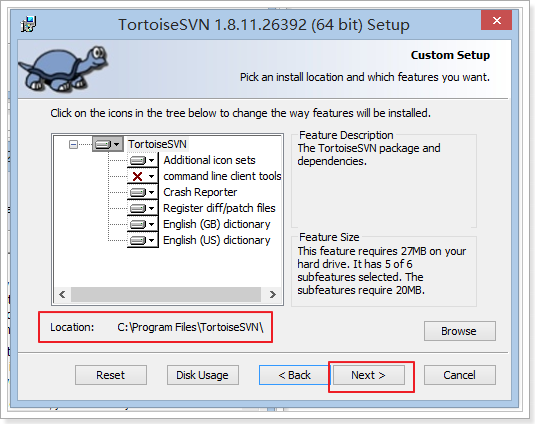 TortoiseSVN 1.8.11.26392 (64 bit) Setup
Custom Setup
Pick an install location and which features you want.
Click on the icons in the tree below to change the way features will be installed.
TortoiseSVN
Additional icon sets
command line client tools
Crash Reporter
Register diff/patch files
English (GB) dictionary
English (US) dictionary
Feature Description
The TortoiseSVN package and
dependencies.
Feature Size
This feature requires 27MB on your
hard drive. It has 5 of 6
subfeatures selected. The
subfeatures require 20MB.
Location: C:\Program Files\TortoiseSVN\
Browse
Reset
Disk Usage
< Back
Next >
Cancel